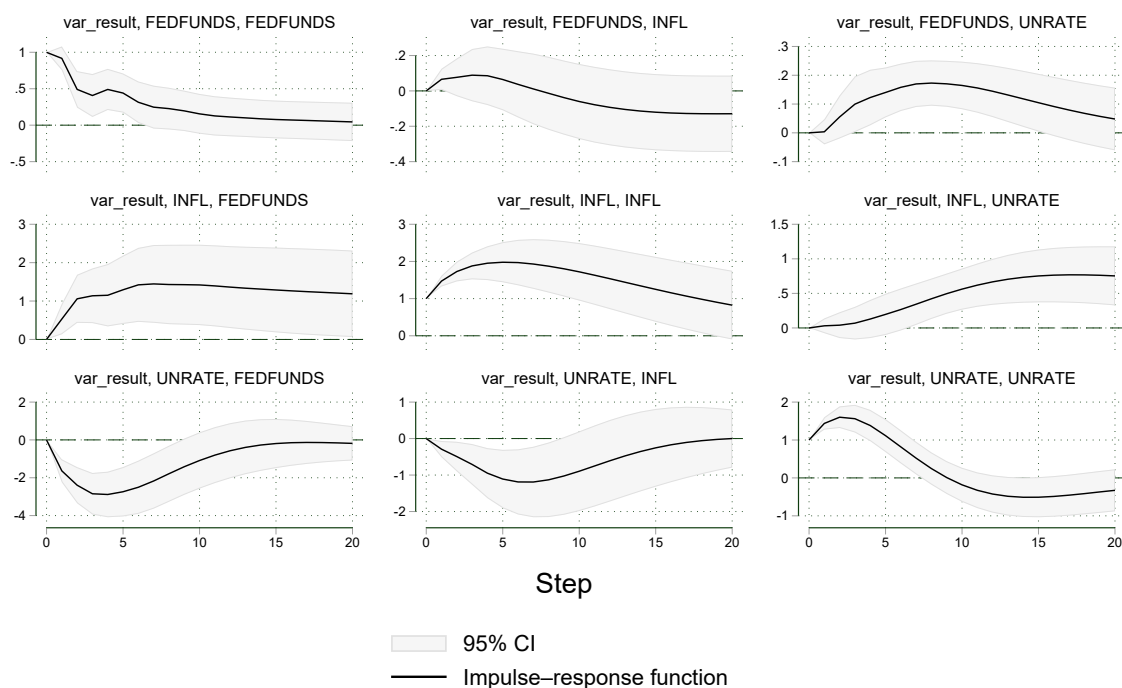 var_result, FEDFUNDS, FEDFUNDS
1
.5
0
-.5
var_result, FEDFUNDS, INFL
.2
0
-.2
-.4
var_result, FEDFUNDS, UNRATE
.3
.2
.1
0
-.1
var_result, INFL, FEDFUNDS
3
2
1
0
var_result, INFL, INFL
3
2
1
0
var_result, INFL, UNRATE
1.5
1
.5
0
var_result, UNRATE, FEDFUNDS
2
0
-2
-4
0 5 10 15 20
var_result, UNRATE, INFL
1
0
-1
-2
0 5 10 15 20
var_result, UNRATE, UNRATE
2
1
0
-1
0 5 10 15 20
Step
95% CI
Impulse–response function